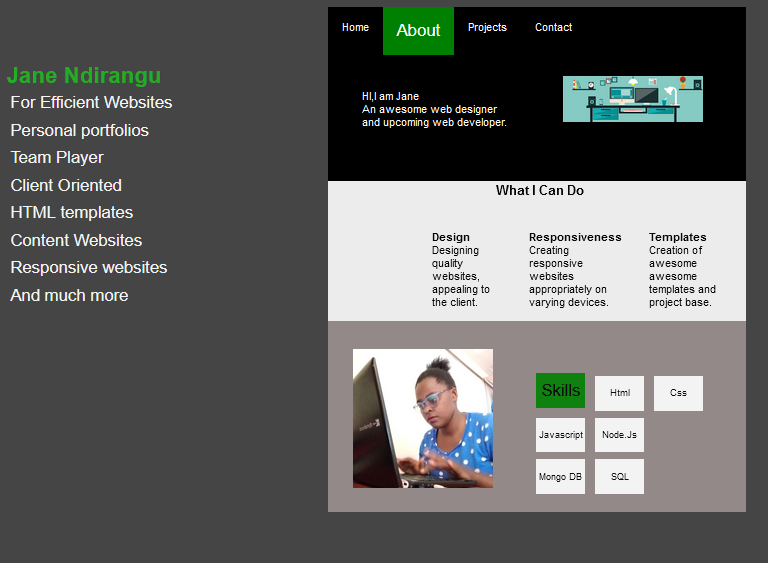 Jane Ndirangu
For Efficient Websites
Personal portfolios
Team Player
Client Oriented
HTML templates
Content Websites
Responsive websites
And much more
Home About Projects Contact
HI,I am Jane
An awesome web designer
and upcoming web developer.
What I Can Do
Design
Designing
quality
websites,
appealing to
the client.
Responsiveness
Creating
responsive
websites
appropriately on
varying devices.
Templates
Creation of
awesome
awesome
templates and
project base.
Skills Html Css
Javascript Node.Js
Mongo DB SQL